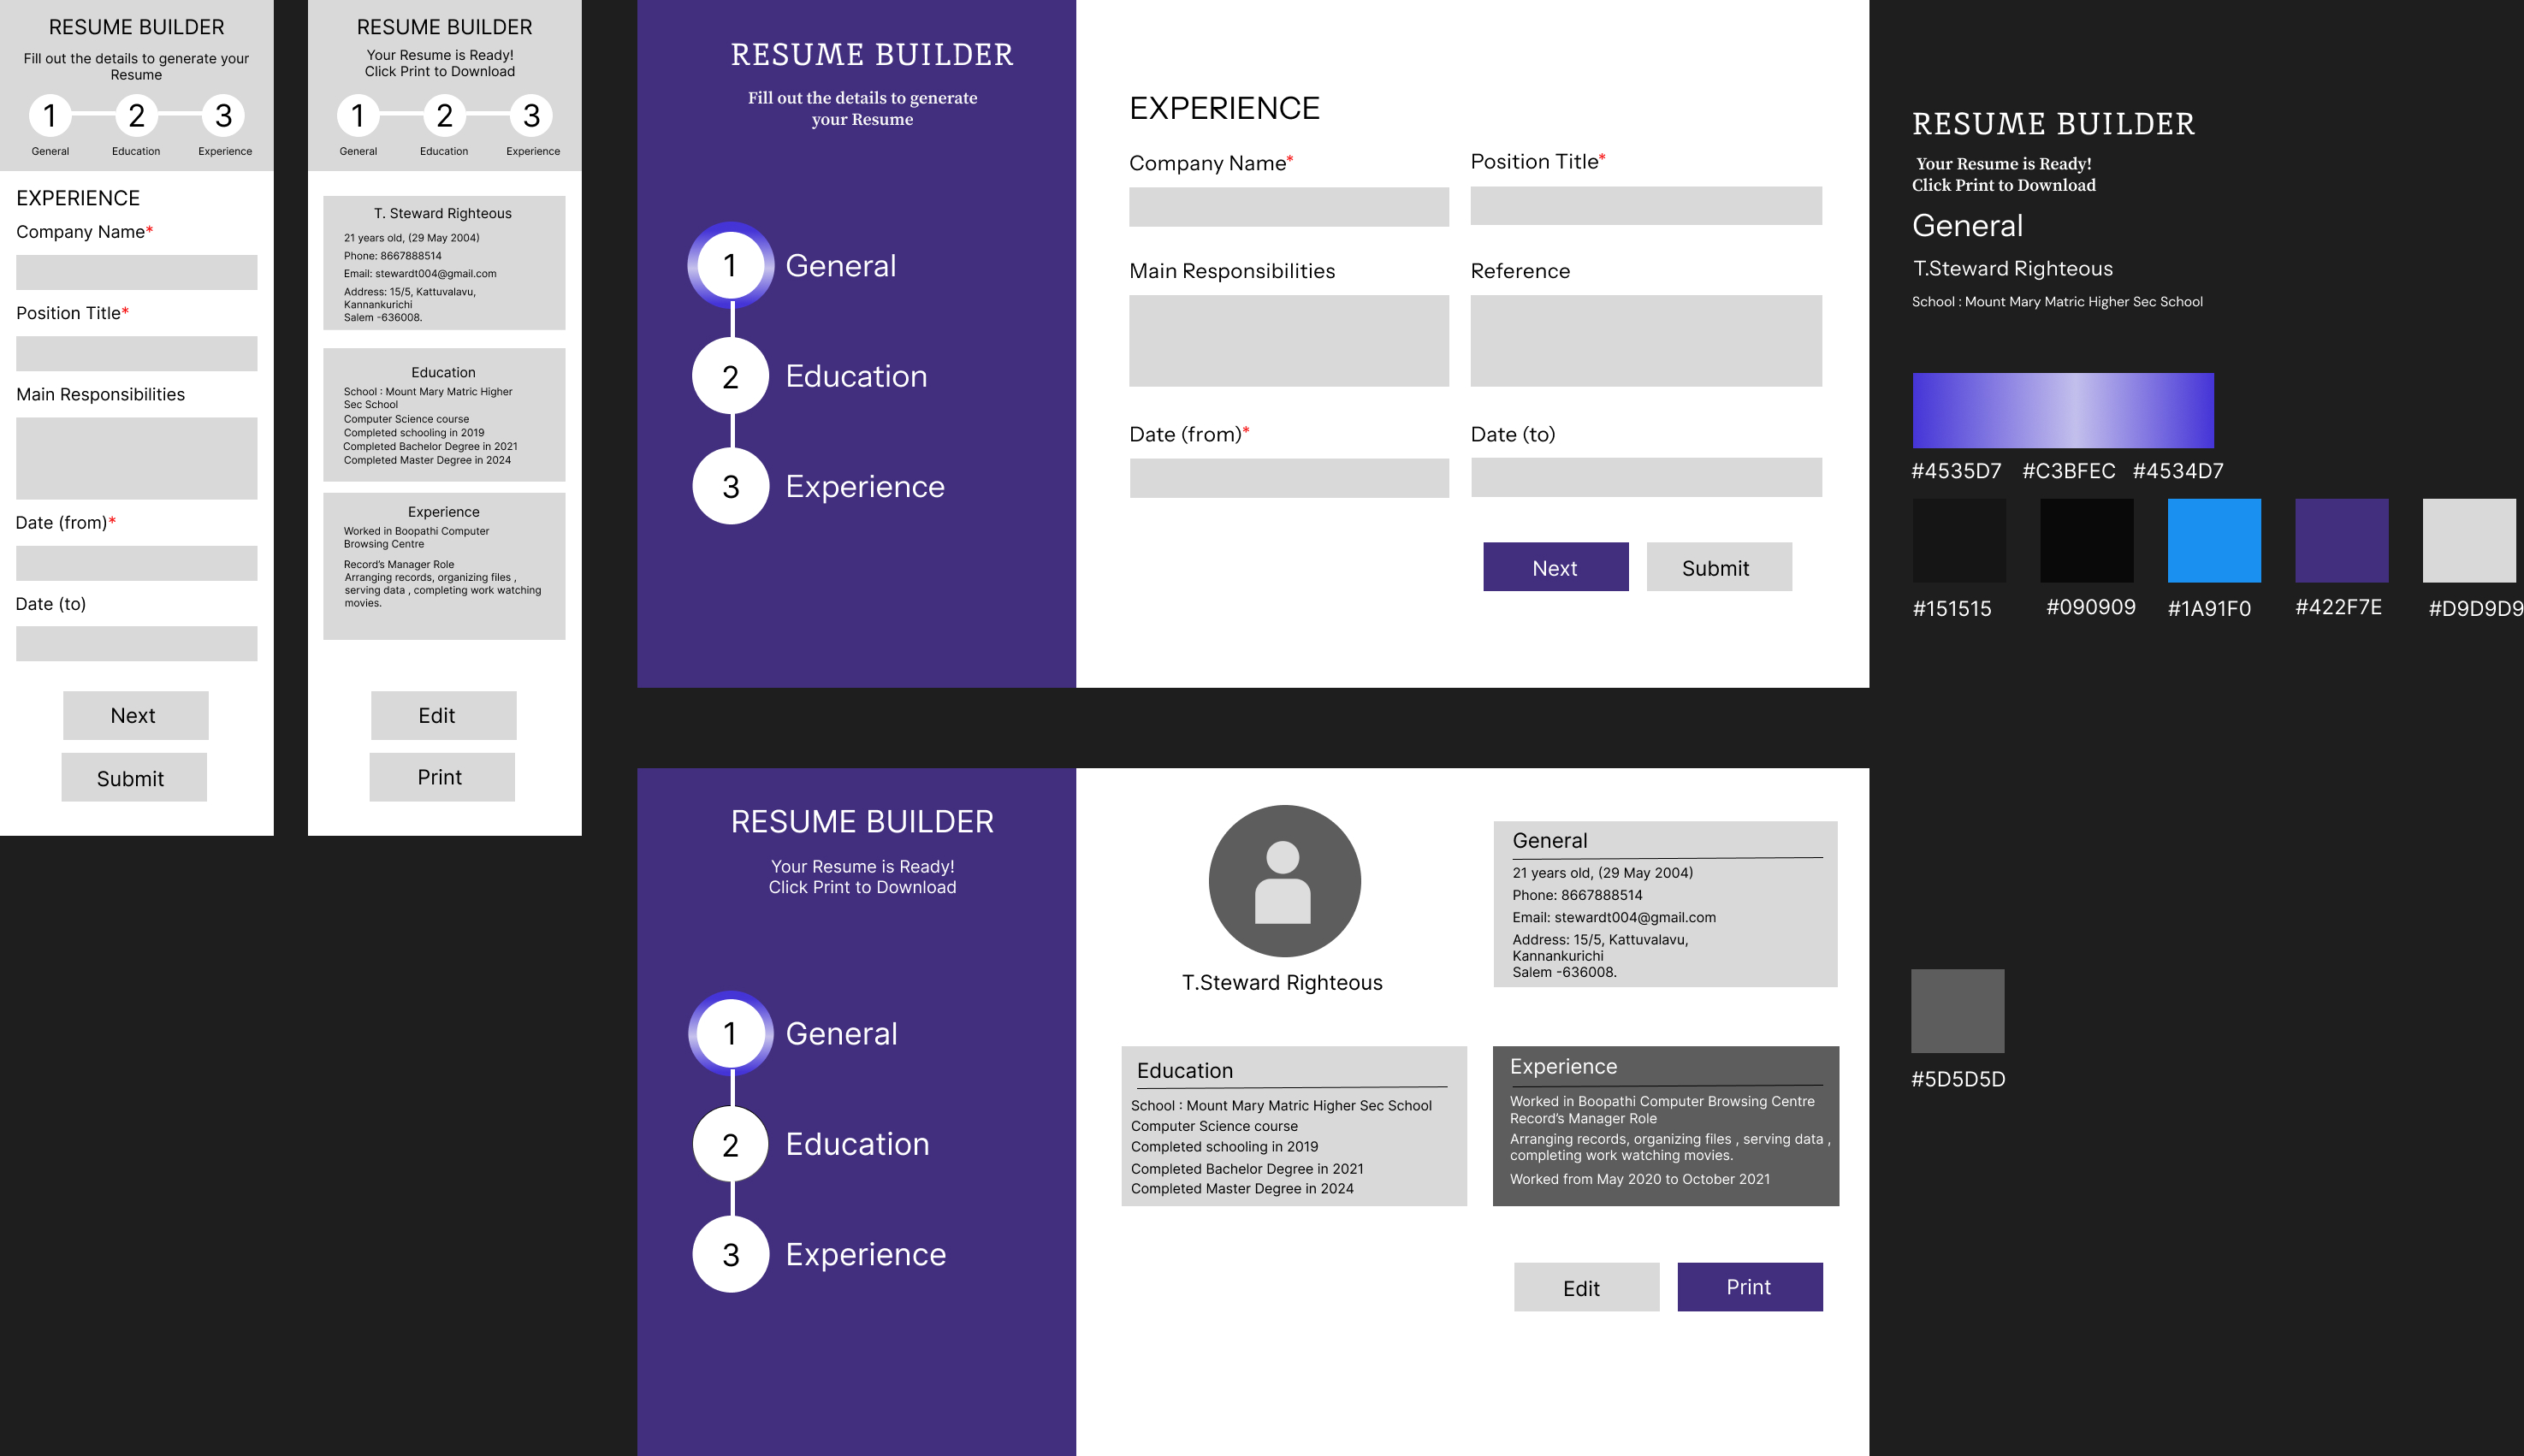 RESUME BUILDER
Fill out the details to generate your
Resume
1 2 3
General Education Experience
EXPERIENCE
Company Name*
Position Title*
Main Responsibilities
Date (from)*
Date (to)
Next
Submit
RESUME BUILDER
Your Resume is Ready!
Click Print to Download
1 2 3
General Education Experience
T. Steward Righteous
21 years old, (29 May 2004)
Phone: 8667888514
Email: stewardt004@gmail.com
Address: 15/5, Kattuvalavu,
Kannankurichi
Salem -636008.
Education
School : Mount Mary Matric Higher
Sec School
Computer Science course
Completed schooling in 2019
Completed Bachelor Degree in 2021
Completed Master Degree in 2024
Experience
Worked in Boopathi Computer
Browsing Centre
Record’s Manager Role
Arranging records, organizing files ,
serving data , completing work watching
movies.
Edit
Print
RESUME BUILDER
Fill out the details to generate
your Resume
1 General
2 Education
3 Experience
EXPERIENCE
Company Name* Position Title*
Main Responsibilities Reference
Date (from)* Date (to)
Next Submit
RESUME BUILDER
Your Resume is Ready!
Click Print to Download
1 General
2 Education
3 Experience
T.Steward Righteous
General
21 years old, (29 May 2004)
Phone: 8667888514
Email: stewardt004@gmail.com
Address: 15/5, Kattuvalavu,
Kannankurichi
Salem -636008.
Education
School : Mount Mary Matric Higher Sec School
Computer Science course
Completed schooling in 2019
Completed Bachelor Degree in 2021
Completed Master Degree in 2024
Experience
Worked in Boopathi Computer Browsing Centre
Record’s Manager Role
Arranging records, organizing files , serving data ,
completing work watching movies.
Worked from May 2020 to October 2021
Edit Print
RESUME BUILDER
Your Resume is Ready!
Click Print to Download
General
T.Steward Righteous
School : Mount Mary Matric Higher Sec School
#4535D7 #C3BFEC #4534D7
#151515 #090909 #1A91F0 #422F7E #D9D9D9
#5D5D5D